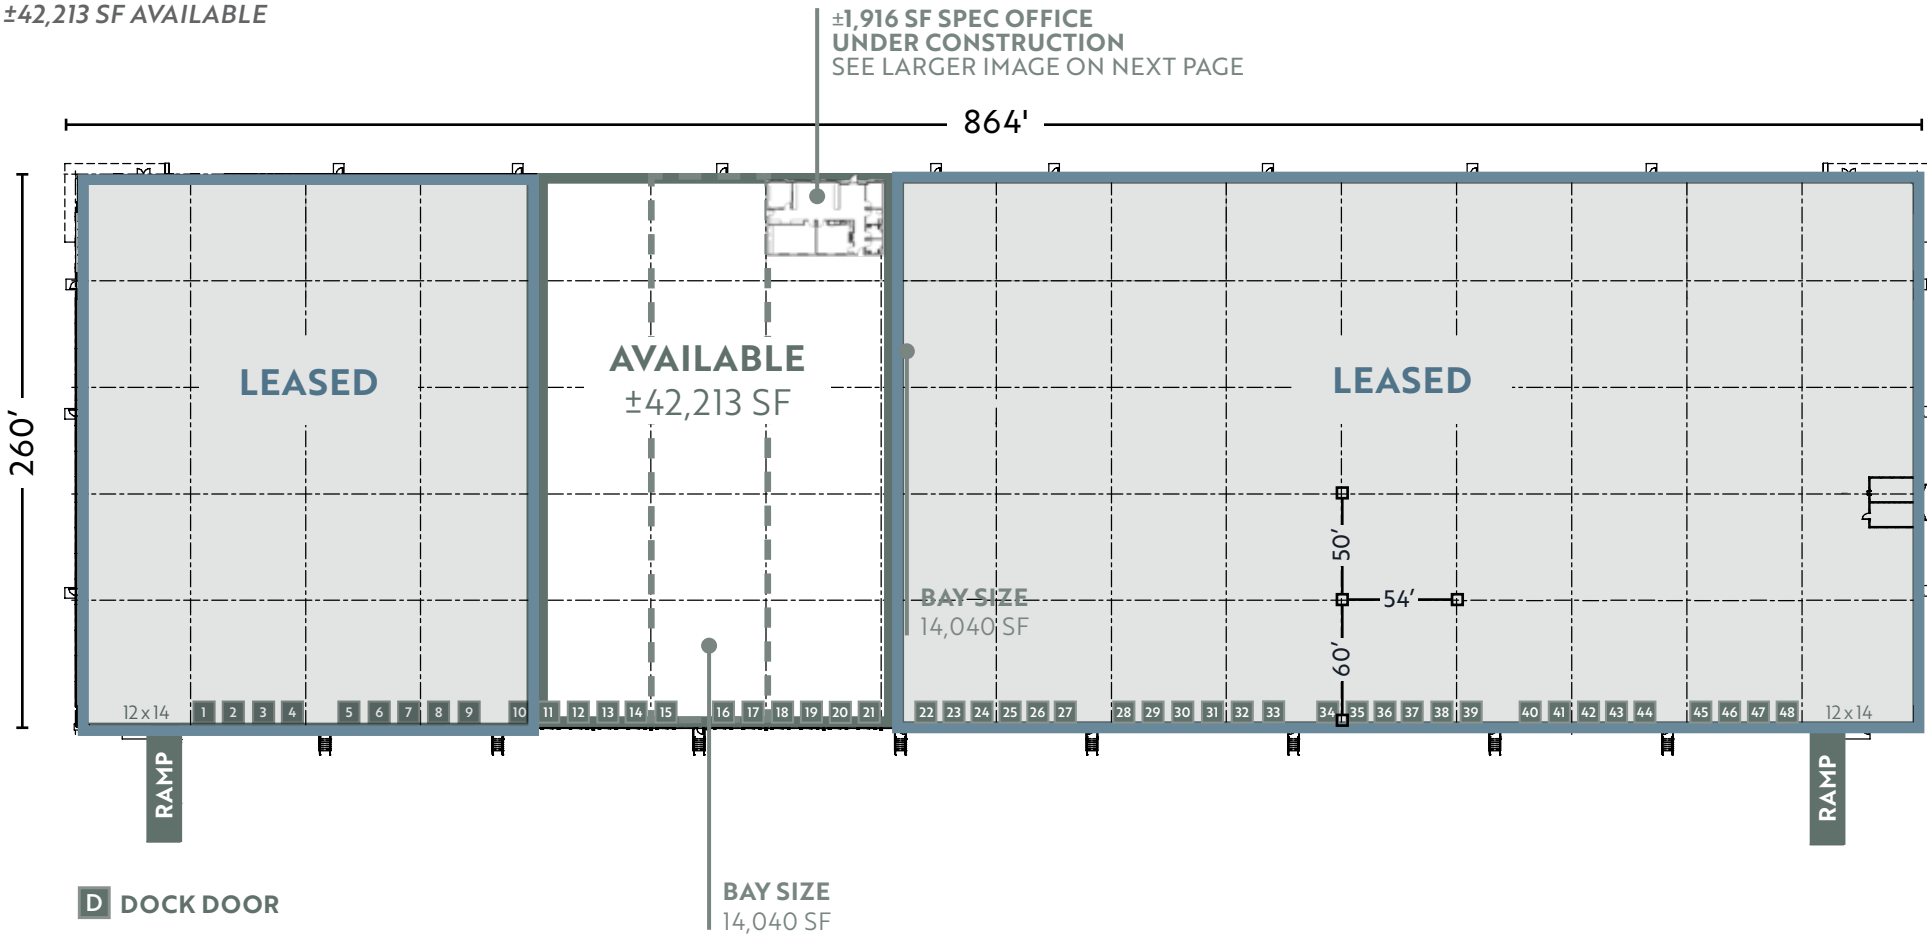 ±42,213 SF AVAILABLE
±1,916 SF SPEC OFFICE
UNDER CONSTRUCTION
SEE LARGER IMAGE ON NEXT PAGE
864'
260'
LEASED
AVAILABLE
±42,213 SF
LEASED
50'
54'
60'
BAY SIZE
14,040 SF
12 x 14 1 2 3 4 5 6 7 8 9 10 11 12 13 14 15 16 17 18 19 20 21 22 23 24 25 26 27 28 29 30 31 32 33 34 35 36 37 38 39 40 41 42 43 44 45 46 47 48 12 x 14
RAMP
RAMP
BAY SIZE
14,040 SF
D DOCK DOOR